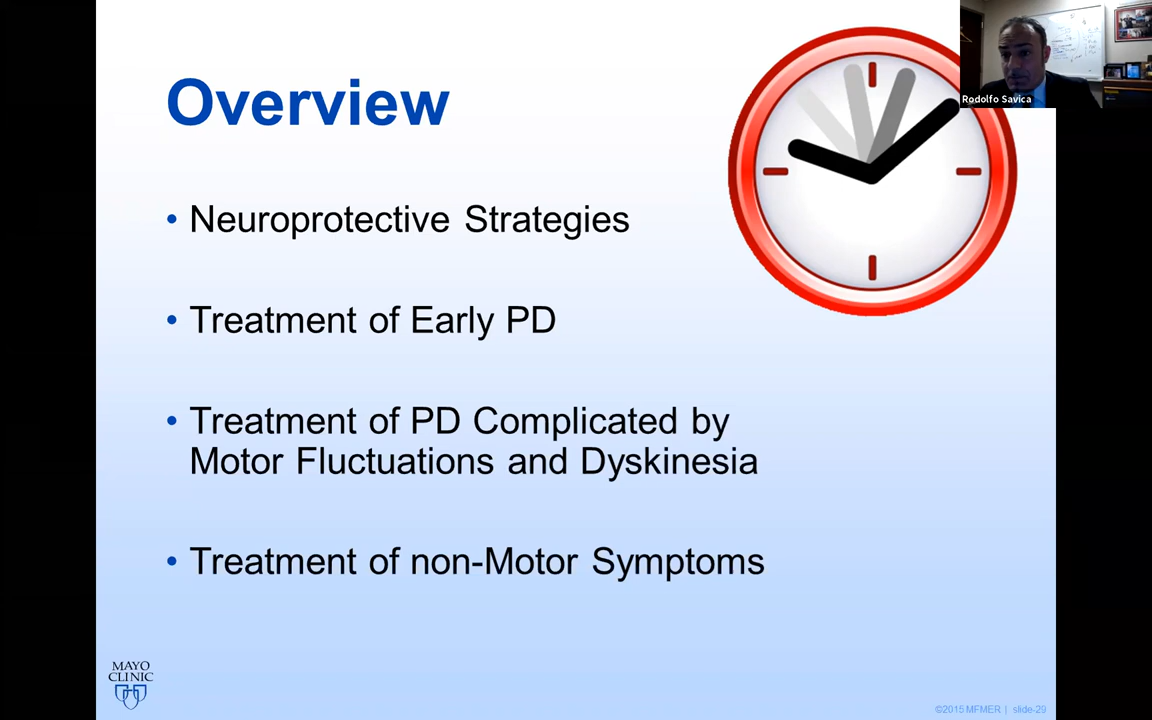 Overview
Rodolfo Savica
• Neuroprotective Strategies
• Treatment of Early PD
• Treatment of PD Complicated by
Motor Fluctuations and Dyskinesia
• Treatment of non-Motor Symptoms
MAYO
CLINIC
©2015 MFMER | slide-29